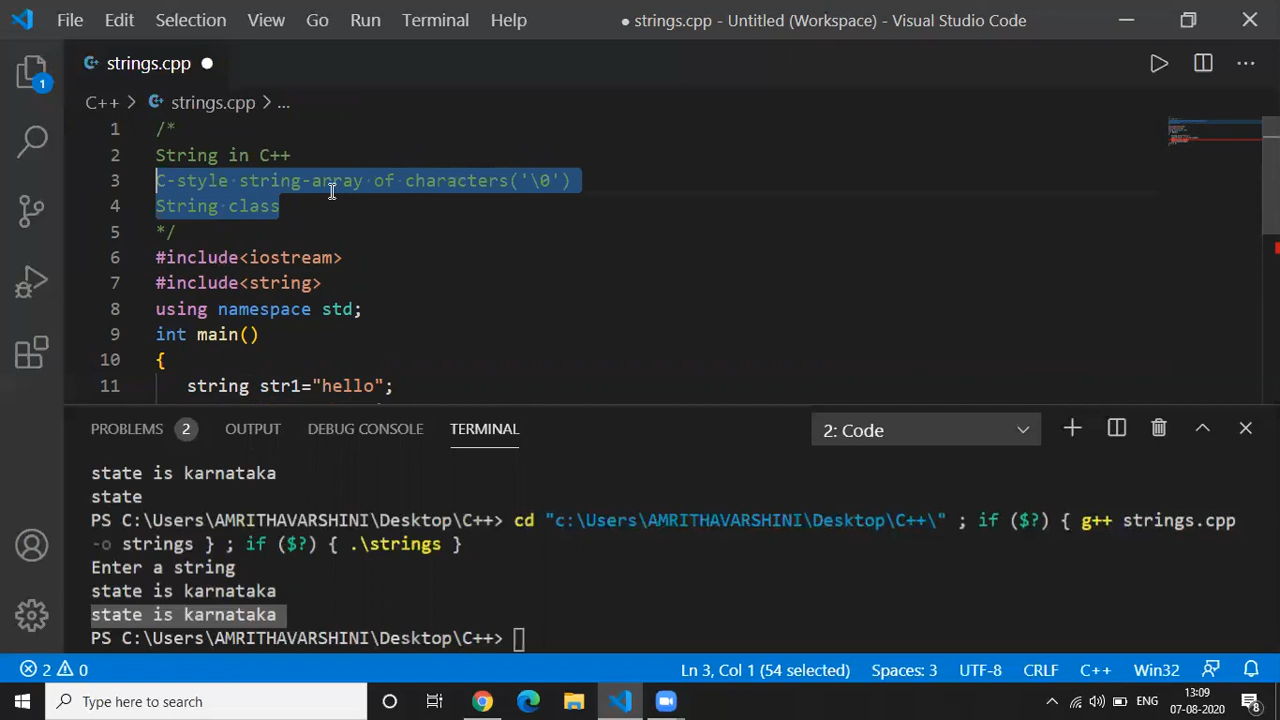 File Edit Selection View Go Run Terminal Help ● strings.cpp - Untitled (Workspace) - Visual Studio Code
strings.cpp
C++ > strings.cpp > ...
1 /*
2 String in C++
3 C-style string-array of characters('\0')
4 String class
5 */
6 #include<iostream>
7 #include<string>
8 using namespace std;
9 int main()
10 {
11 string str1="hello";
PROBLEMS 2 OUTPUT DEBUG CONSOLE TERMINAL 2: Code
state is karnataka
state
PS C:\Users\AMRITHAVARSHINI\Desktop\C++> cd "c:\Users\AMRITHAVARSHINI\Desktop\C++\" ; if ($?) { g++ strings.cpp
-o strings } ; if ($?) { .\strings }
Enter a string
state is karnataka
state is karnataka
PS C:\Users\AMRITHAVARSHINI\Desktop\C++>
2 0 Ln 3, Col 1 (54 selected) Spaces: 3 UTF-8 CRLF C++ Win32
Type here to search ENG 13:09
07-08-2020 8
1